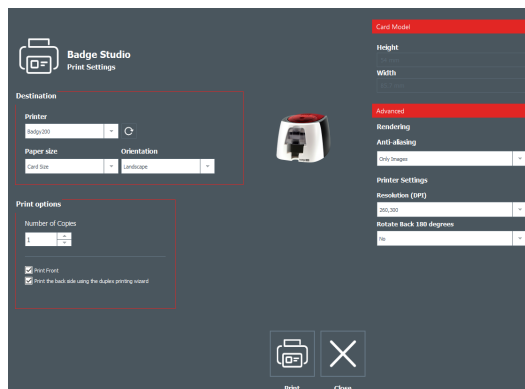 Badge Studio
Print Settings
Destination
Printer
Badgy200
Paper size
Orientation
Card Size
Landscape
Print options
Number of Copies
1
Print Front
Print the back side using the duplex printing wizard
Print
Close
Card Model
Height
Width
Advanced
Rendering
Anti-aliasing
Only Images
Printer Settings
Resolution (DPI)
260,300
Rotate Back 180 degrees
No